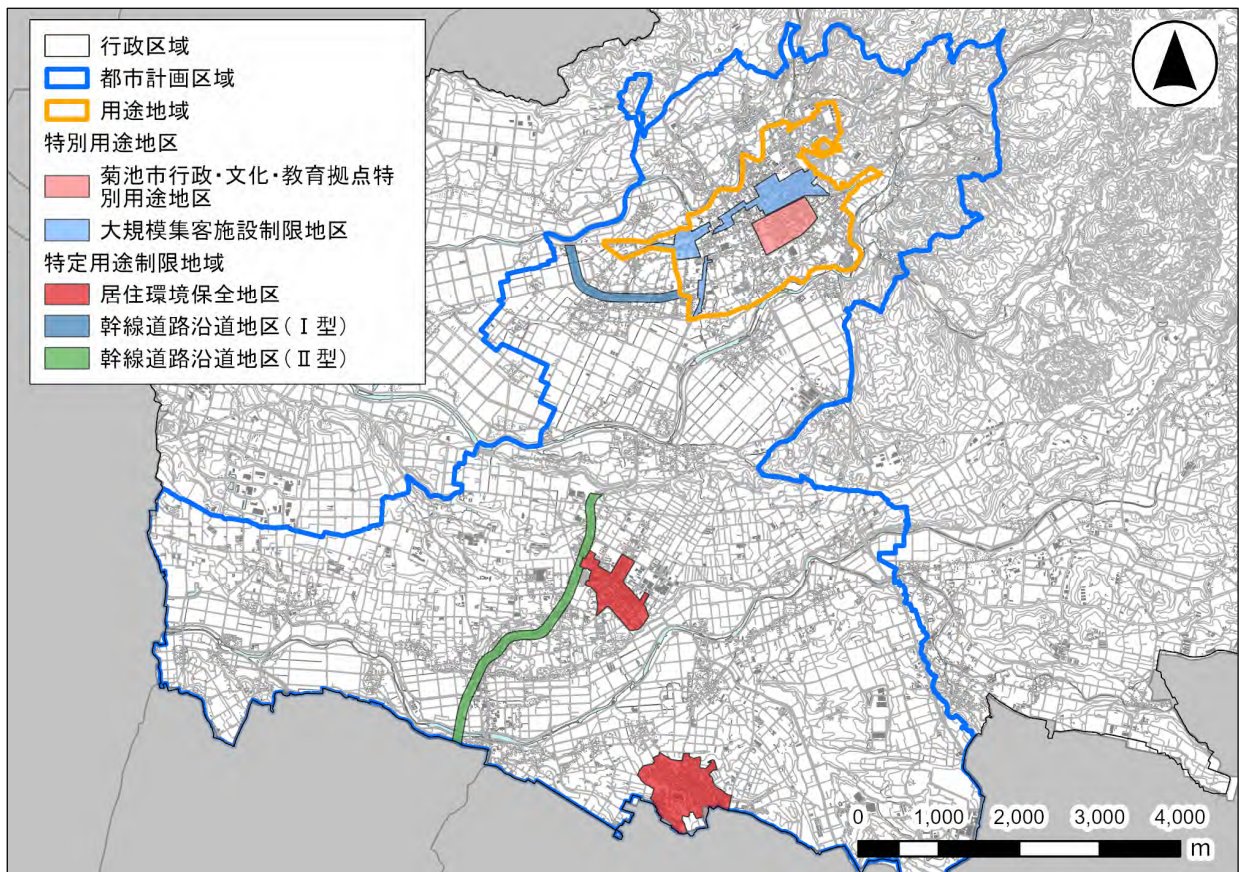 行政区域
都市計画区域
用途地域
特別用途地区
菊池市行政・文化・教育拠点特
別用途地区
大規模集客施設制限地区
特定用途制限地域
居住環境保全地区
幹線道路沿道地区(Ⅰ型)
幹線道路沿道地区(Ⅱ型)
0 1,000 2,000 3,000 4,000
m